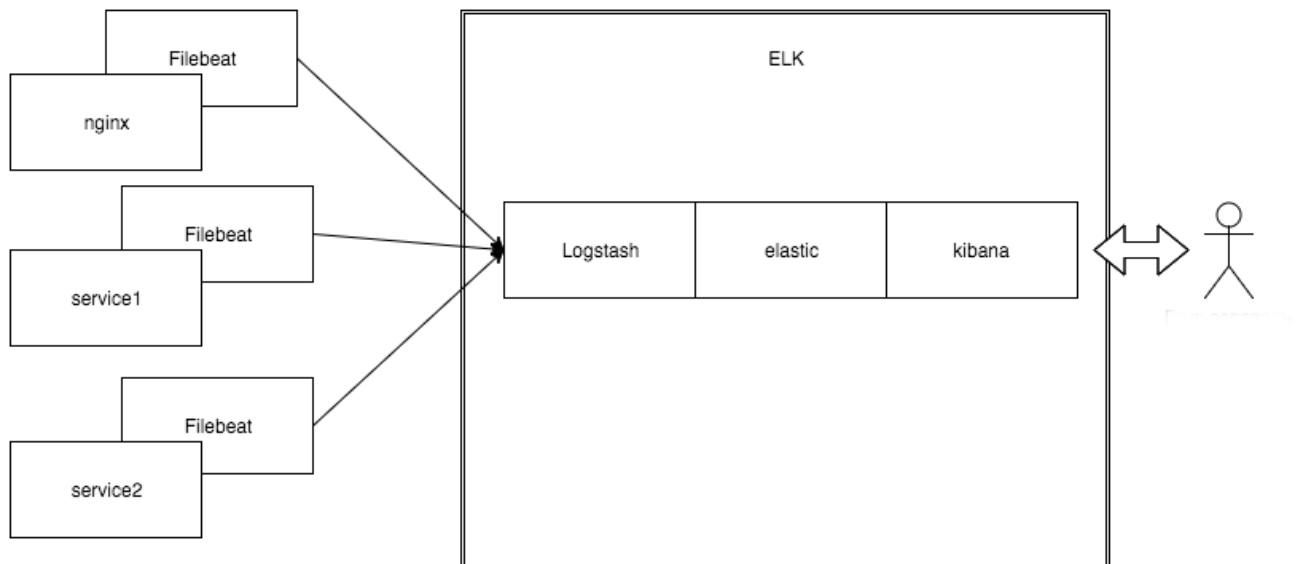 Filebeat
ELK
nginx
Filebeat
service1
Logstash
elastic
kibana
Filebeat
service2